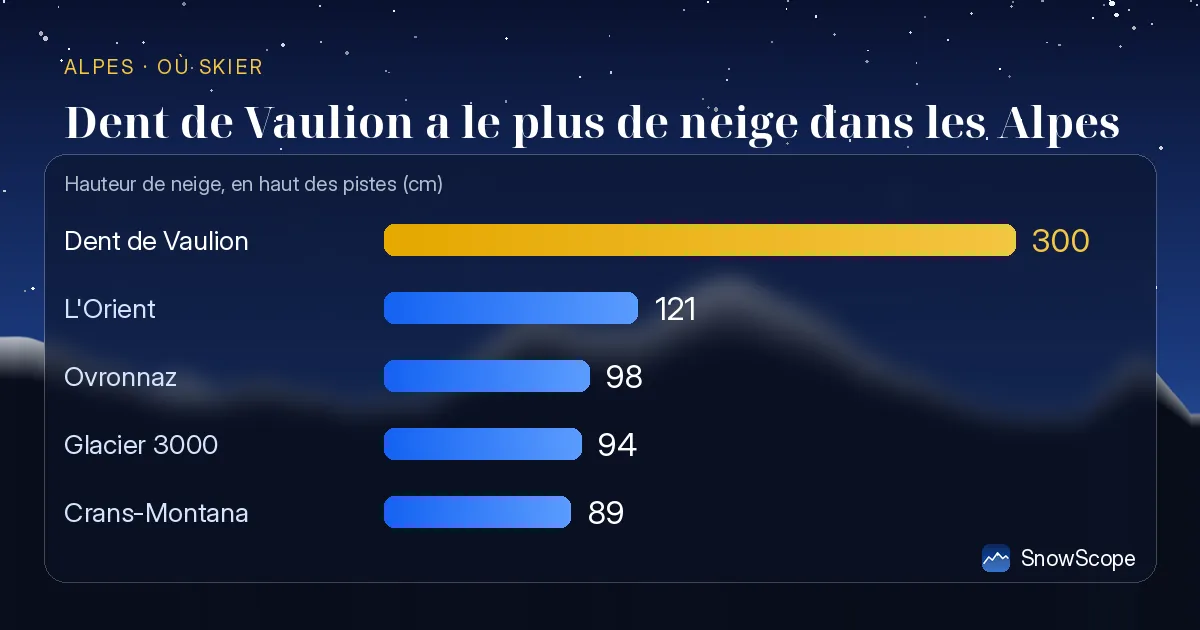 ALPES · OÙ SKIER
Dent de Vaulion a le plus de neige dans les Alpes
Hauteur de neige, en haut des pistes (cm)
Dent de Vaulion 300
L'Orient 121
Ovronnaz 98
Glacier 3000 94
Crans-Montana 89
SnowScope